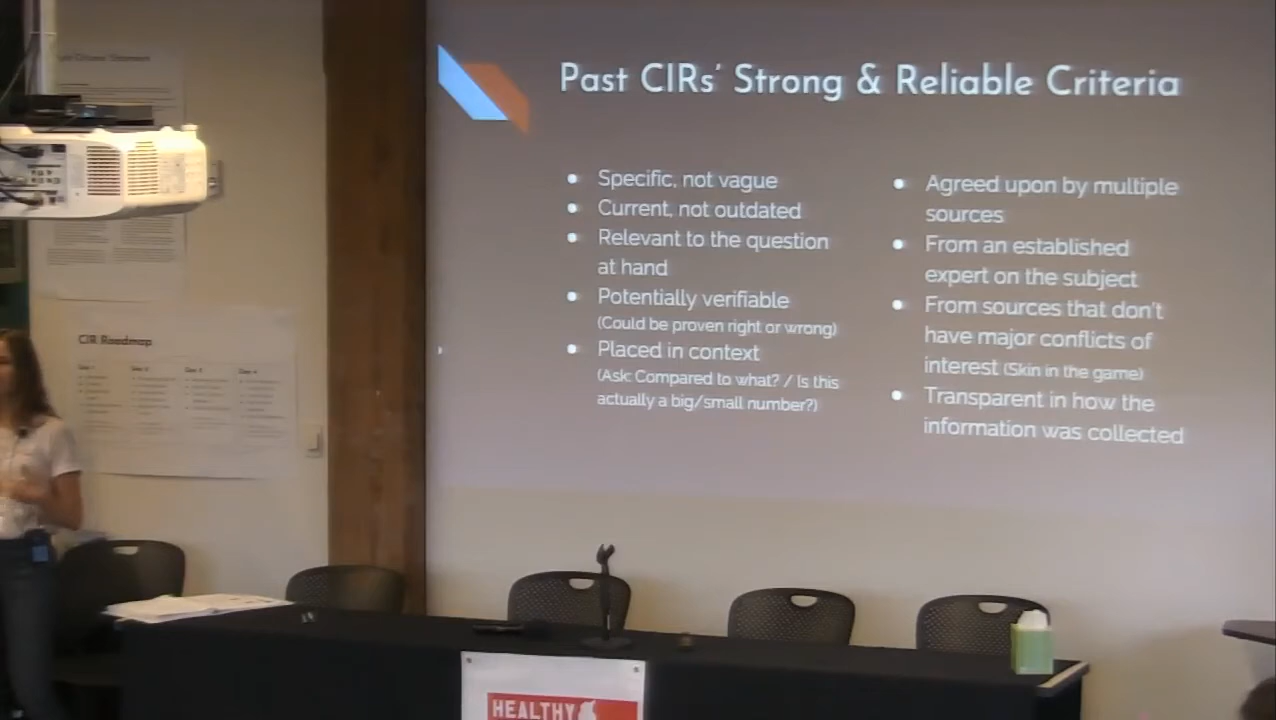 Past CIRs' Strong & Reliable Criteria
Specific, not vague
Current, not outdated
Relevant to the question
at hand
Potentially verifiable
(Could be proven right or wrong)
Placed in context
(Ask: Compared to what? / Is this
actually a big/small number?)
Agreed upon by multiple
sources
From an established
expert on the subject
From sources that don't
have major conflicts of
interest (Skin in the game)
Transparent in how the
information was collected
CIR Roadmap
HEALTHY